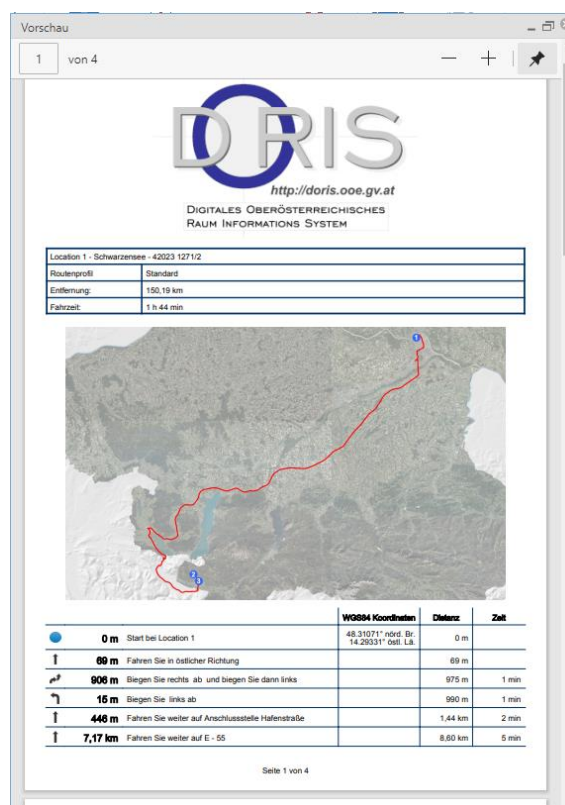 Vorschau
1 von 4
DORIS
http://doris.ooe.gv.at
DIGITALES OBERÖSTERREICHISCHES
RAUM INFORMATIONS SYSTEM
Location 1 - Schwarzensee - 42023 1271/2
Routenprofil Standard
Entfernung: 150,19 km
Fahrzeit: 1 h 44 min
1
2
3
WGS84 Koordinaten Distanz Zeit
0 m Start bei Location 1 48.31071° nörd. Br. 0 m
14.29331° östl. Lä.
69 m Fahren Sie in östlicher Richtung 69 m
906 m Biegen Sie rechts ab und biegen Sie dann links 975 m 1 min
15 m Biegen Sie links ab 990 m 1 min
446 m Fahren Sie weiter auf Anschlussstelle Hafenstraße 1,44 km 2 min
7,17 km Fahren Sie weiter auf E - 55 8,60 km 5 min
Seite 1 von 4